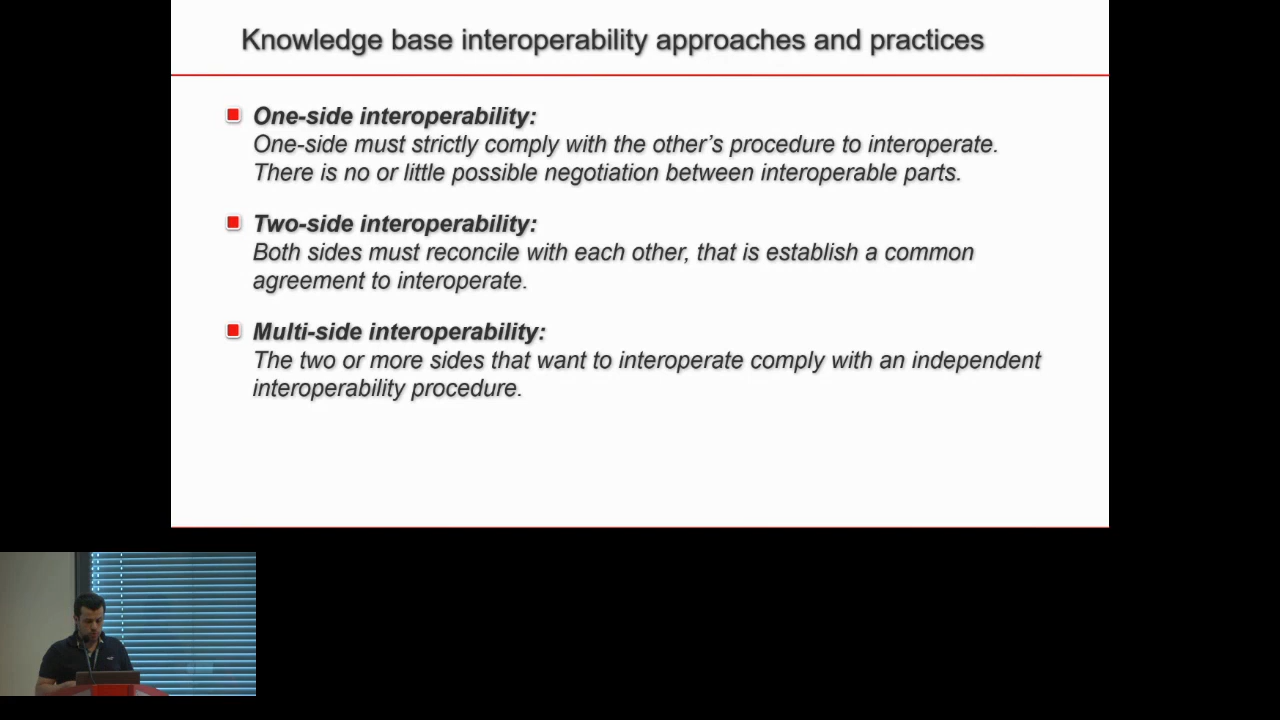 Knowledge base interoperability approaches and practices
One-side interoperability:
One-side must strictly comply with the other's procedure to interoperate.
There is no or little possible negotiation between interoperable parts.
Two-side interoperability:
Both sides must reconcile with each other, that is establish a common
agreement to interoperate.
Multi-side interoperability:
The two or more sides that want to interoperate comply with an independent
interoperability procedure.